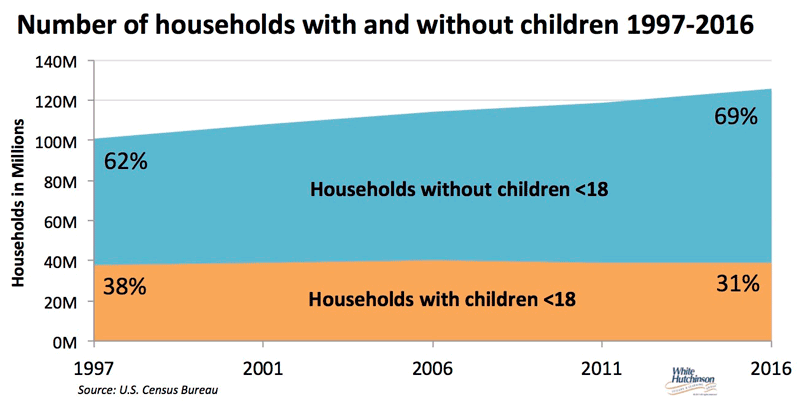 Number of households with and without children 1997-2016
Households in Millions
140M
120M
100M
80M
60M
40M
20M
0M
62%
69%
Households without children <18
38%
31%
Households with children <18
1997
2001
2006
2011
2016
Source: U.S. Census Bureau
White
Hutchinson